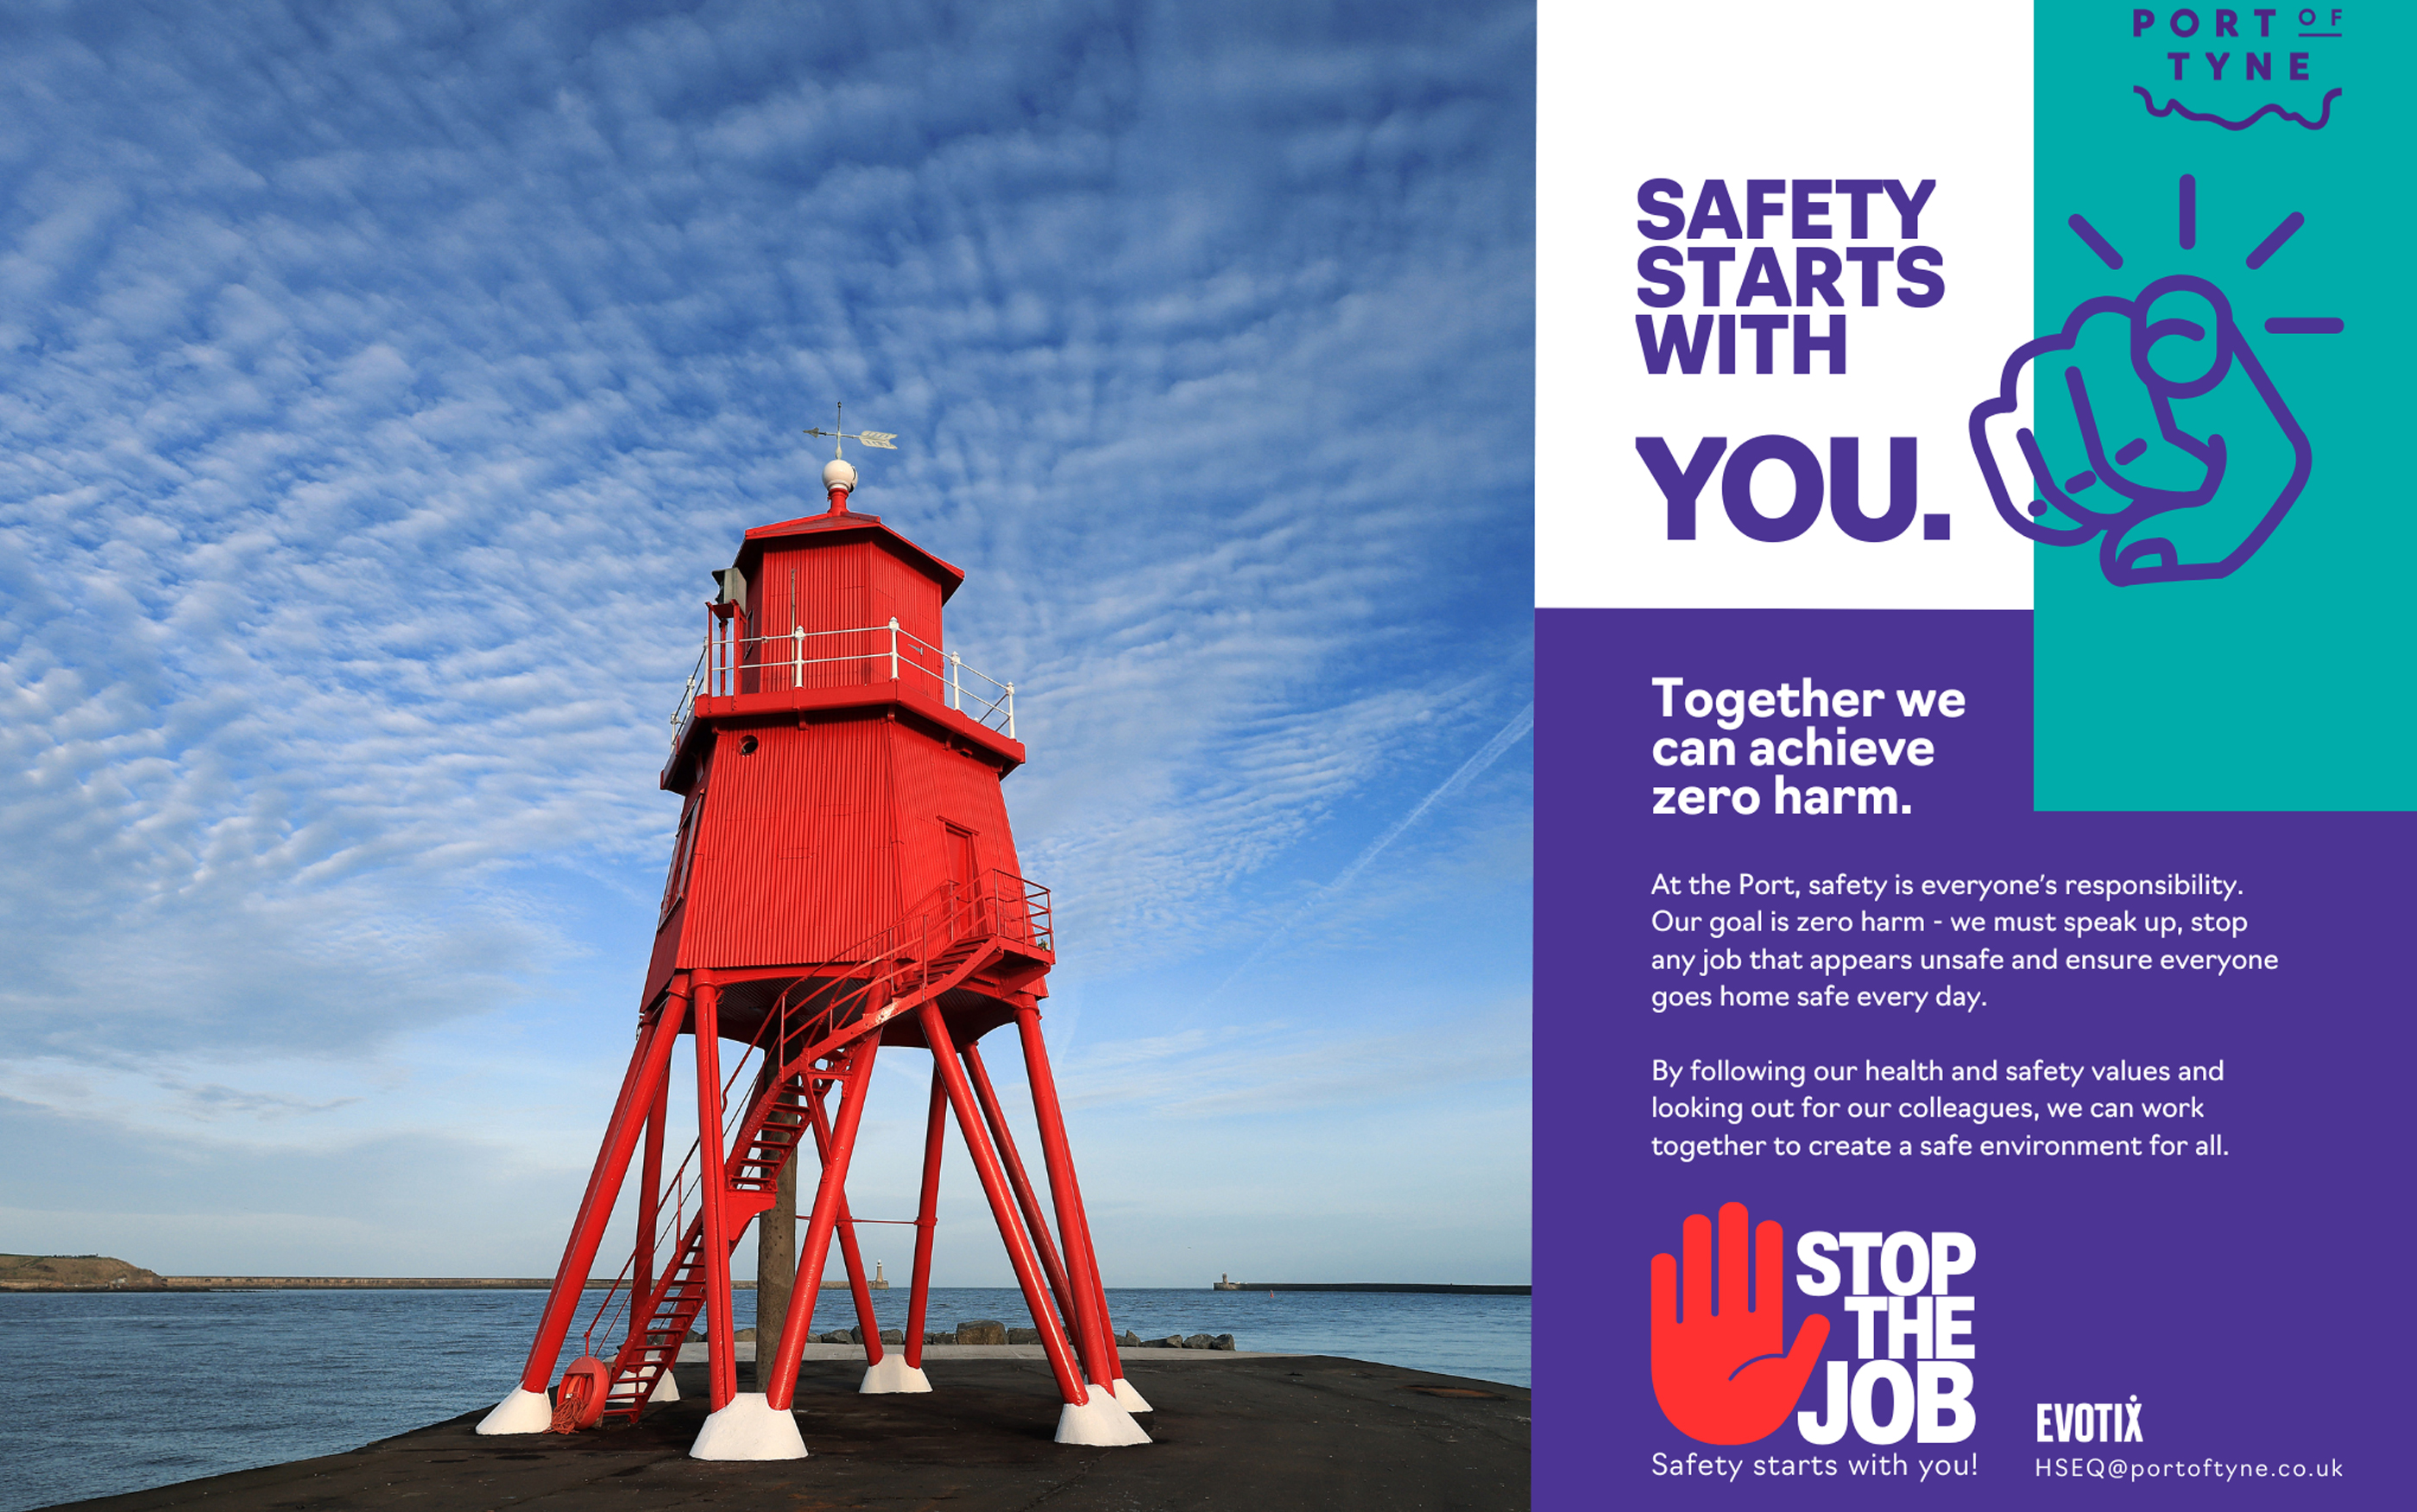 PORT OF
TYNE
SAFETY
STARTS
WITH
YOU.
Together we
can achieve
zero harm.
At the Port, safety is everyone's responsibility.
Our goal is zero harm - we must speak up, stop
any job that appears unsafe and ensure everyone
goes home safe every day.
By following our health and safety values and
looking out for our colleagues, we can work
together to create a safe environment for all.
STOP
THE
JOB
Safety starts with you!
EVOTIX
HSEQ@portoftyne.co.uk